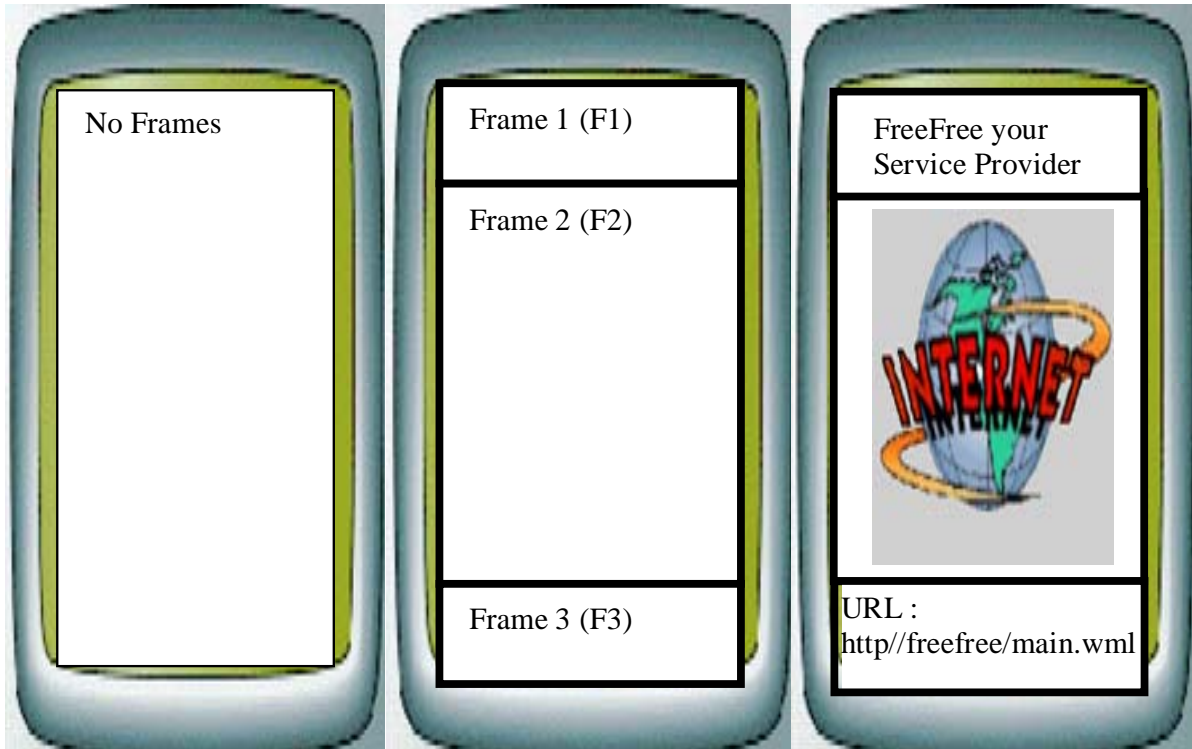 No Frames
Frame 1 (F1)
Frame 2 (F2)
Frame 3 (F3)
FreeFree your
Service Provider
INTERNET
URL :
http//freefree/main.wml